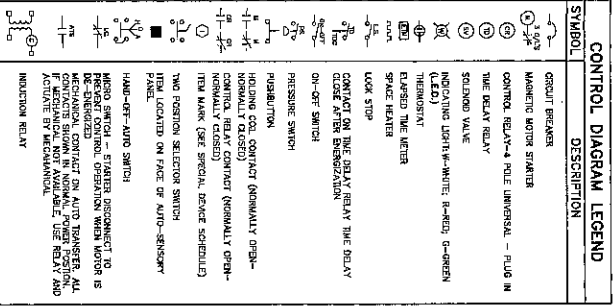 CONTROL DIAGRAM LEGEND
SYMBOL DESCRIPTION
CIRCUIT BREAKER
MAGNETIC MOTOR STARTER
CONTROL RELAY-4 POLE UNIVERSAL - PLUG IN
TIME DELAY RELAY
SOLENOID VALVE
INDICATING LIGHT: W-WHITE; R-RED; G-GREEN
(LED)
THERMOSTAT
ELAPSED TIME METER
SPACE HEATER
LOCK STOP
CONTACT ON TIME DELAY RELAY TIME DELAY
CLOSE AFTER ENERGIZATION
ON-OFF SWITCH
PRESSURE SWITCH
PUSHBUTTON
HOLDING COIL CONTACT (NORMALLY OPEN-
NORMALLY CLOSED)
CONTROL RELAY CONTACT (NORMALLY OPEN-
NORMALLY CLOSED)
ITEM MARK (SEE SPECIAL DEVICE SCHEDULE)
TWO POSITION SELECTOR SWITCH
ITEM LOCATED ON FACE OF AUTO-SENSORY
PANEL
HAND-OFF-AUTO SWITCH
MICRO SWITCH - STARTER DISCONNECT TO
PREVENT CONTROL OPERATION WHEN MOTOR IS
DE-ENERGIZED
MECHANICAL CONTACT ON AUTO TRANSFER. ALL
CONTACTS SHOWN IN NORMAL POWER POSITION.
IF MECHANICAL NOT AVAILABLE, USE RELAY AND
ACTUATE BY MECAHANICAL
INDUCTION RELAY